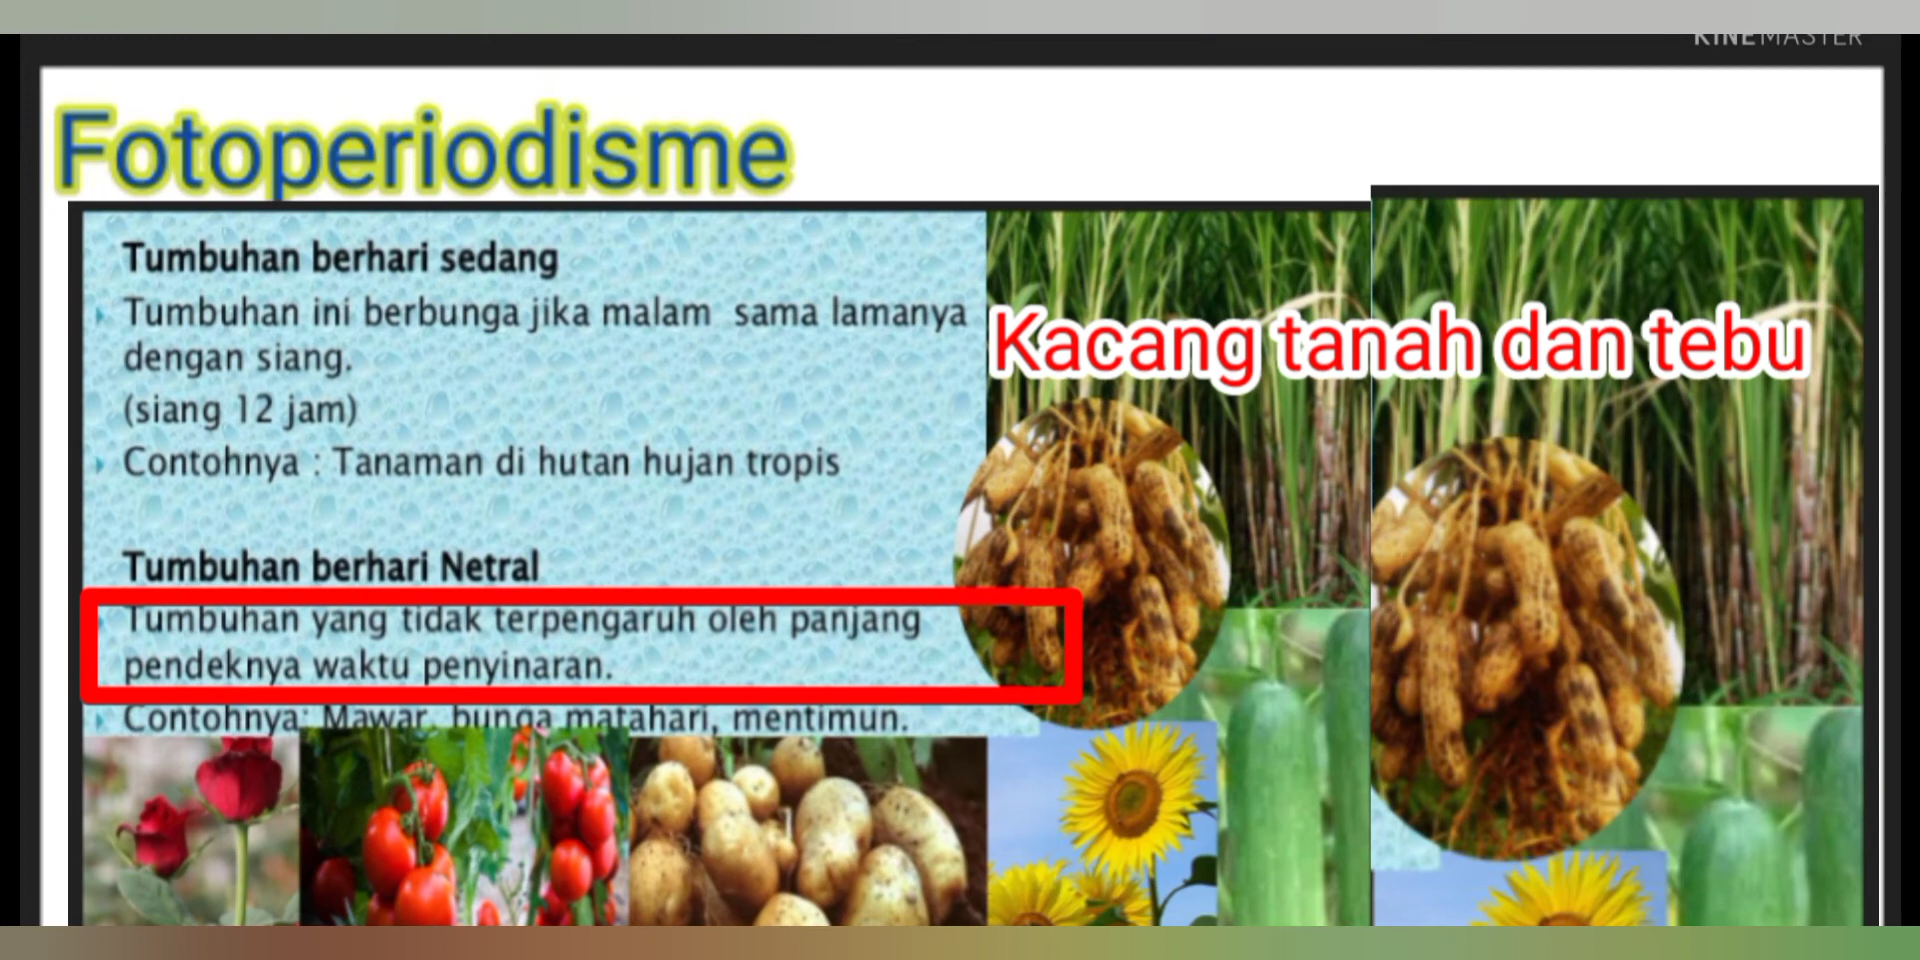 KINEMASTER
Fotoperiodisme
Tumbuhan berhari sedang
Tumbuhan ini berbunga jika malam sama lamanya
dengan siang.
(siang 12 jam)
Contohnya : Tanaman di hutan hujan tropis
Kacang tanah dan tebu
Tumbuhan berhari Netral
Tumbuhan yang tidak terpengaruh oleh panjang
pendeknya waktu penyinaran.
Contohnya: Mawar, bunga matahari, mentimun.